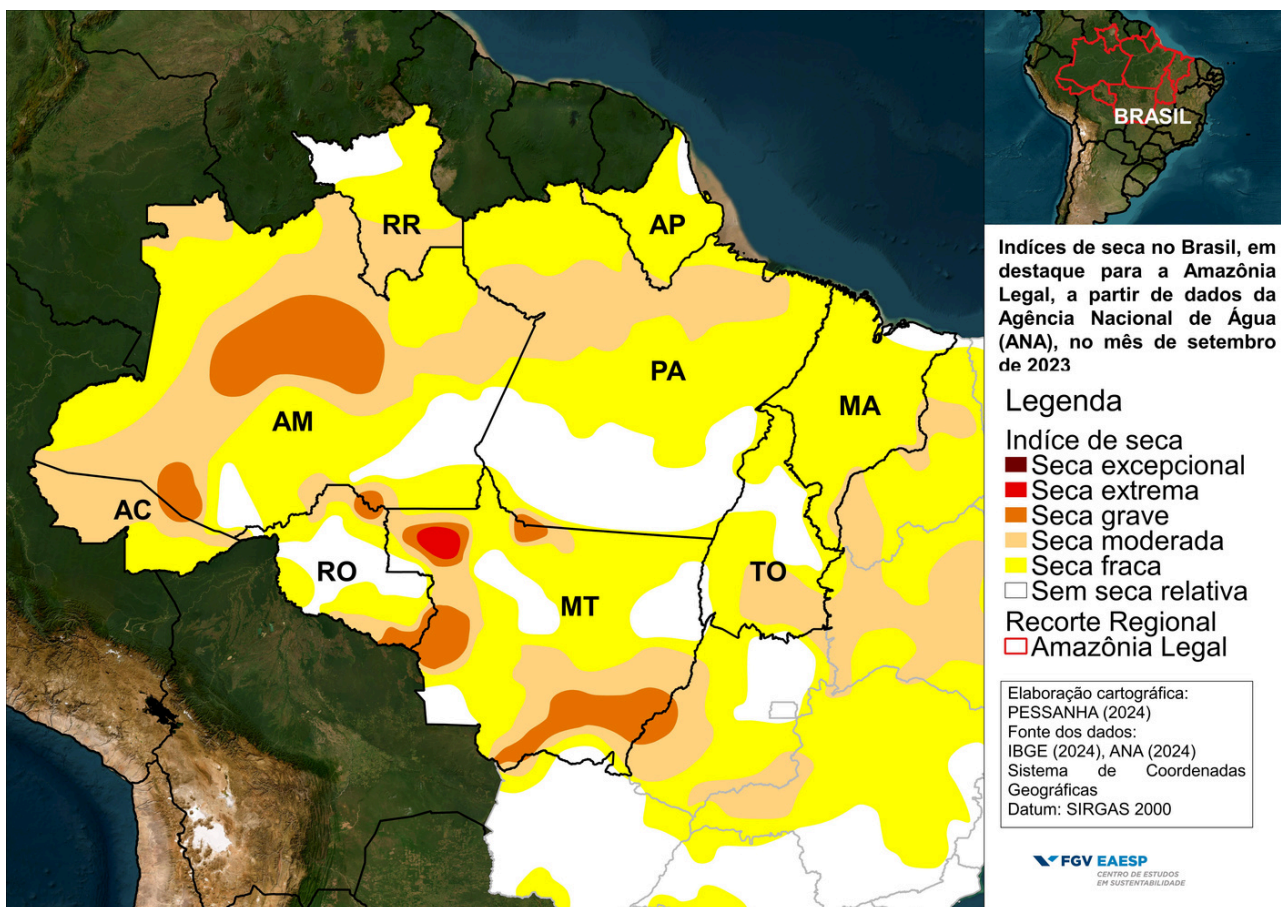 BRASIL
RR
AP
AM
PA
MA
AC
RO
MT
TO
Indíces de seca no Brasil, em
destaque para a Amazônia
Legal, a partir de dados da
Agência Nacional de Água
(ANA), no mês de setembro
de 2023
Legenda
Indíce de seca
Seca excepcional
Seca extrema
Seca grave
Seca moderada
Seca fraca
Sem seca relativa
Recorte Regional
Amazônia Legal
Elaboração cartográfica:
PESSANHA (2024)
Fonte dos dados:
IBGE (2024), ANA (2024)
Sistema de Coordenadas
Geográficas
Datum: SIRGAS 2000
FGV EAESP
CENTRO DE ESTUDOS
EM SUSTENTABILIDADE